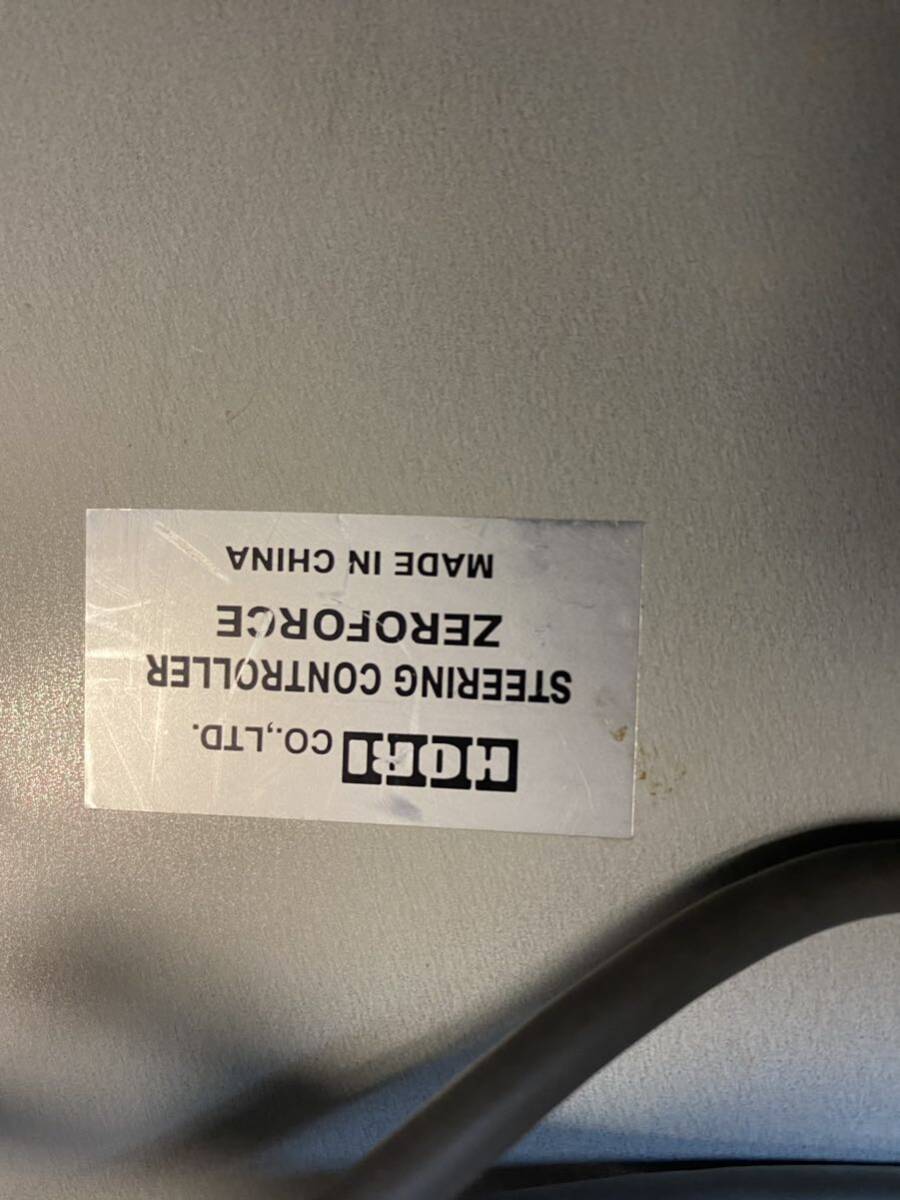 HORI CO.,LTD.
STEERING CONTROLLER
ZEROFORCE
MADE IN CHINA